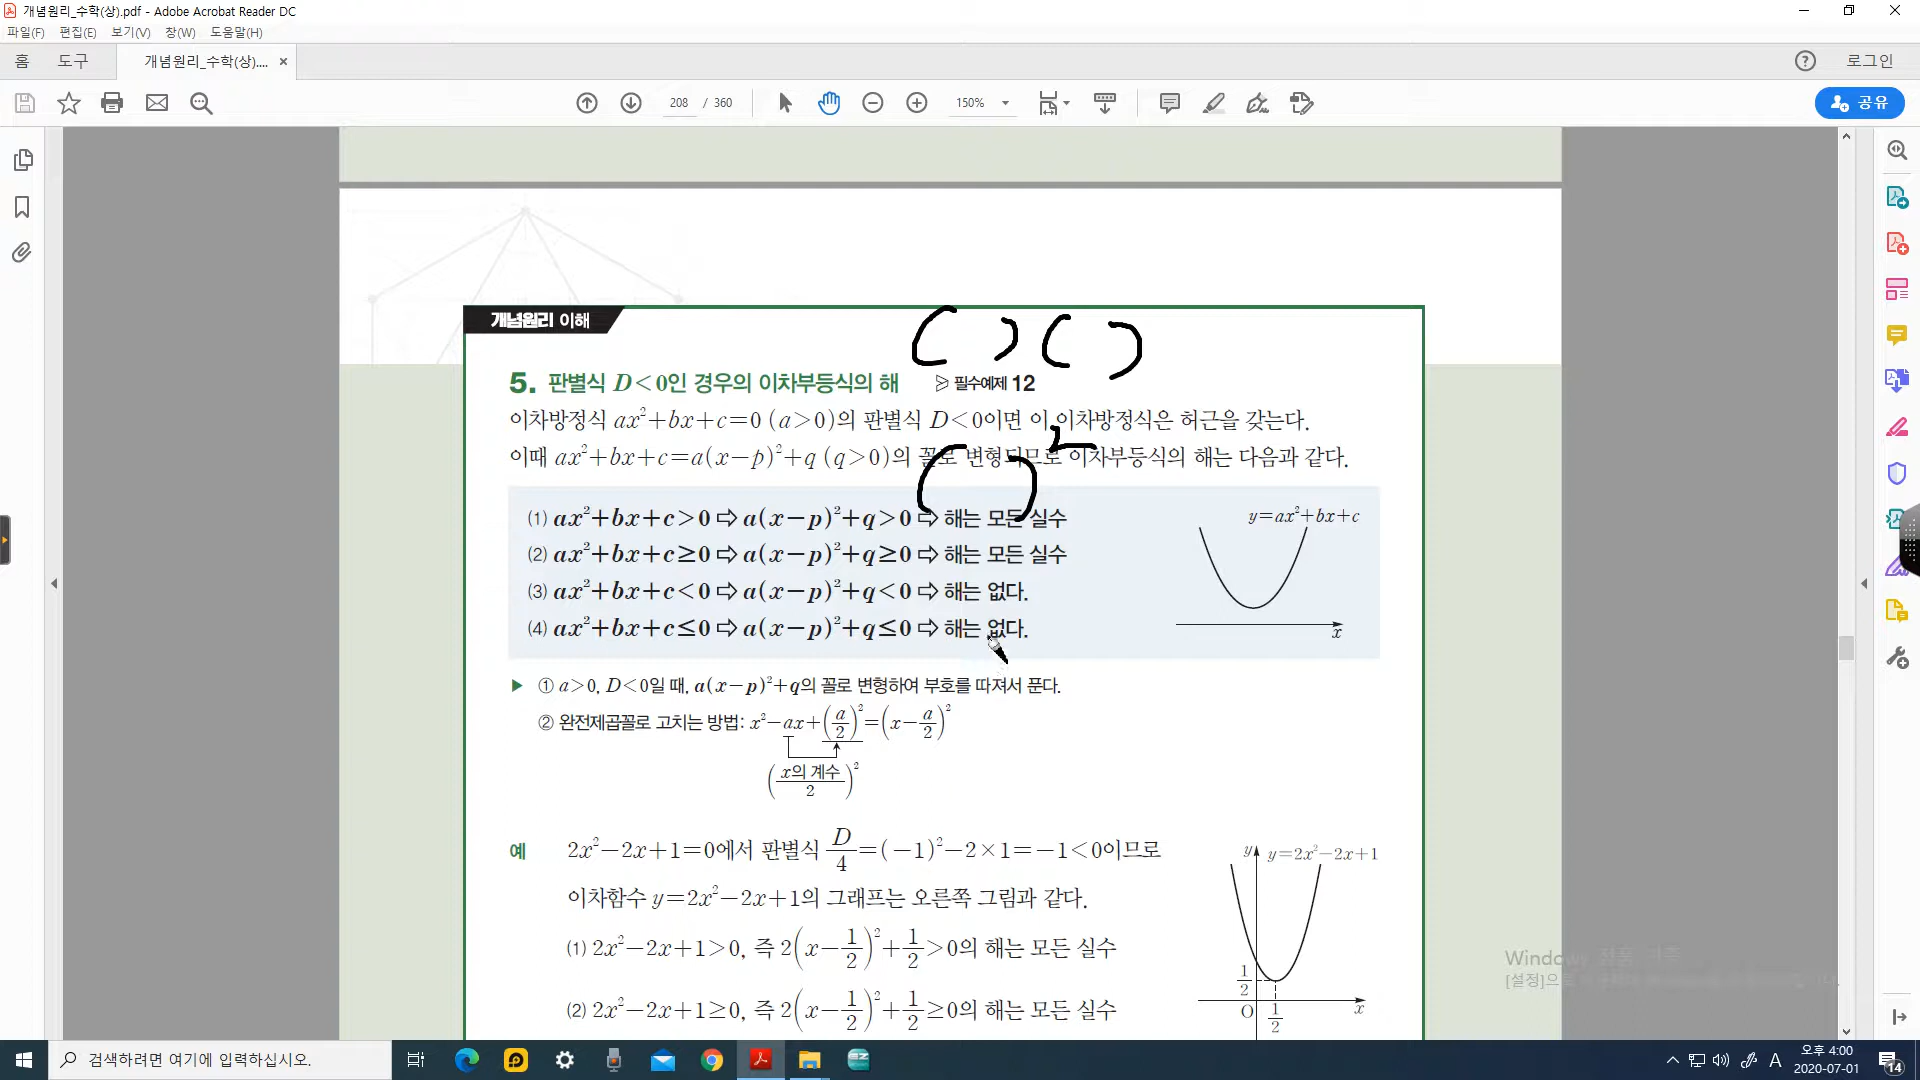 개념원리_수학(상).pdf - Adobe Acrobat Reader DC
파일(F) 편집(E) 보기(V) 창(W) 도움말(H)
홈 도구 개념원리_수학(상).... × 로그인
208 / 360 150% 공유
개념원리 이해
( ) ( )
5. 판별식 D<0인 경우의 이차부등식의 해 ▷ 필수예제 12
이차방정식 ax²+bx+c=0 (a>0)의 판별식 D<0이면 이 이차방정식은 허근을 갖는다.
이때 ax²+bx+c=a(x-p)²+q (q>0)의 꼴로 변형되므로 이차부등식의 해는 다음과 같다.
( )²
(1) ax²+bx+c>0 ⇨ a(x-p)²+q>0 ⇨ 해는 모든 실수
(2) ax²+bx+c≥0 ⇨ a(x-p)²+q≥0 ⇨ 해는 모든 실수
(3) ax²+bx+c<0 ⇨ a(x-p)²+q<0 ⇨ 해는 없다.
(4) ax²+bx+c≤0 ⇨ a(x-p)²+q≤0 ⇨ 해는 없다.
y=ax²+bx+c
x
▶ ① a>0, D<0일 때, a(x-p)²+q의 꼴로 변형하여 부호를 따져서 푼다.
② 완전제곱꼴로 고치는 방법: x²-ax+(a/2)²=(x-a/2)²
(x의 계수/2)²
예 2x²-2x+1=0에서 판별식 D/4=(-1)²-2×1=-1<0이므로
이차함수 y=2x²-2x+1의 그래프는 오른쪽 그림과 같다.
(1) 2x²-2x+1>0, 즉 2(x-1/2)²+1/2>0의 해는 모든 실수
(2) 2x²-2x+1≥0, 즉 2(x-1/2)²+1/2≥0의 해는 모든 실수
y y=2x²-2x+1
1/2
O 1/2 x
Windows
[설정]으로
검색하려면 여기에 입력하십시오.
A 오후 4:00
2020-07-01
14